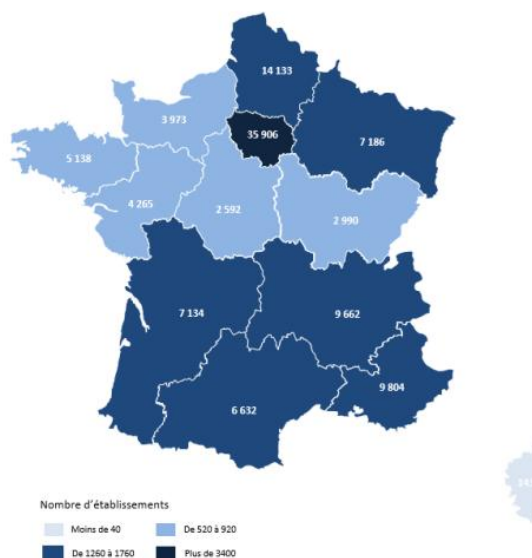 14 133
3 973
35 906
7 186
5 138
4 265
2 592
2 990
7 134
9 662
9 804
6 632
Nombre d'établissements
Moins de 40
De 520 à 920
De 1260 à 1760
Plus de 3400